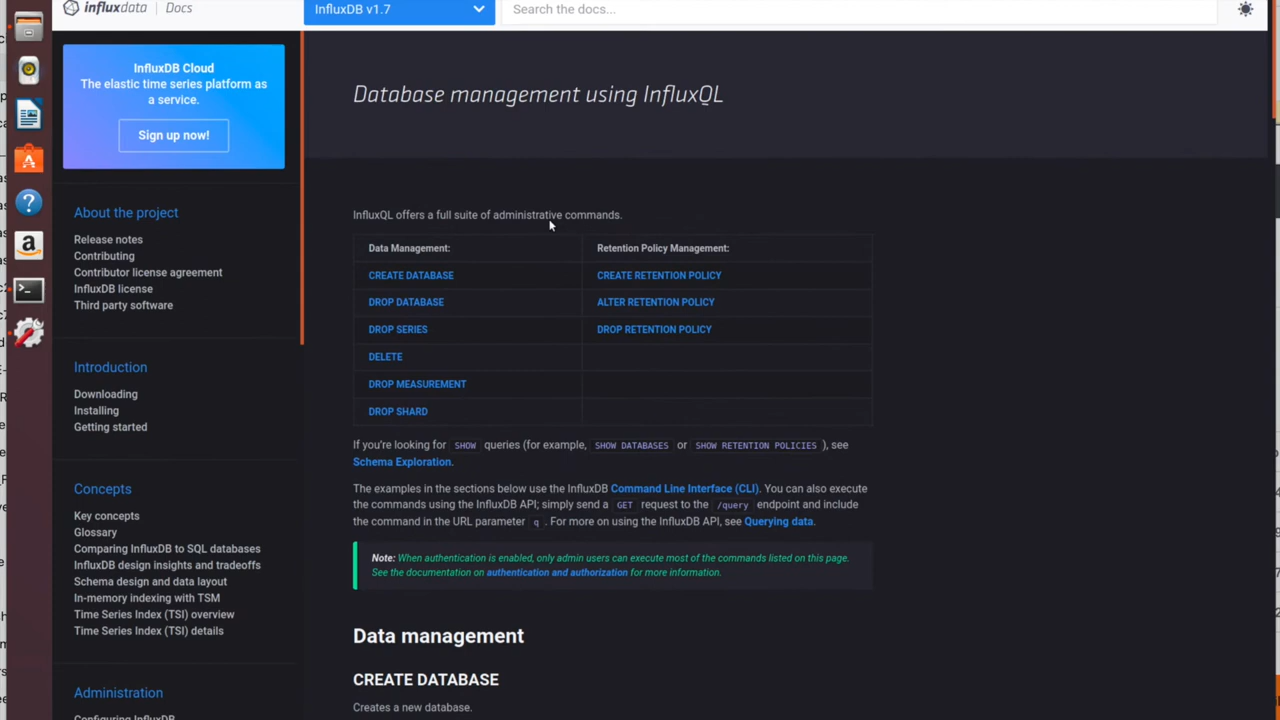 influxdata Docs
InfluxDB v1.7
Search the docs...
InfluxDB Cloud
The elastic time series platform as
a service.
Sign up now!
About the project
Release notes
Contributing
Contributor license agreement
InfluxDB license
Third party software
Introduction
Downloading
Installing
Getting started
Concepts
Key concepts
Glossary
Comparing InfluxDB to SQL databases
InfluxDB design insights and tradeoffs
Schema design and data layout
In-memory indexing with TSM
Time Series Index (TSI) overview
Time Series Index (TSI) details
Administration
Configuring InfluxDB
Database management using InfluxQL
InfluxQL offers a full suite of administrative commands.
Data Management: Retention Policy Management:
CREATE DATABASE CREATE RETENTION POLICY
DROP DATABASE ALTER RETENTION POLICY
DROP SERIES DROP RETENTION POLICY
DELETE
DROP MEASUREMENT
DROP SHARD
If you're looking for SHOW queries (for example, SHOW DATABASES or SHOW RETENTION POLICIES ), see
Schema Exploration.
The examples in the sections below use the InfluxDB Command Line Interface (CLI). You can also execute
the commands using the InfluxDB API; simply send a GET request to the /query endpoint and include
the command in the URL parameter q . For more on using the InfluxDB API, see Querying data.
Note: When authentication is enabled, only admin users can execute most of the commands listed on this page.
See the documentation on authentication and authorization for more information.
Data management
CREATE DATABASE
Creates a new database.